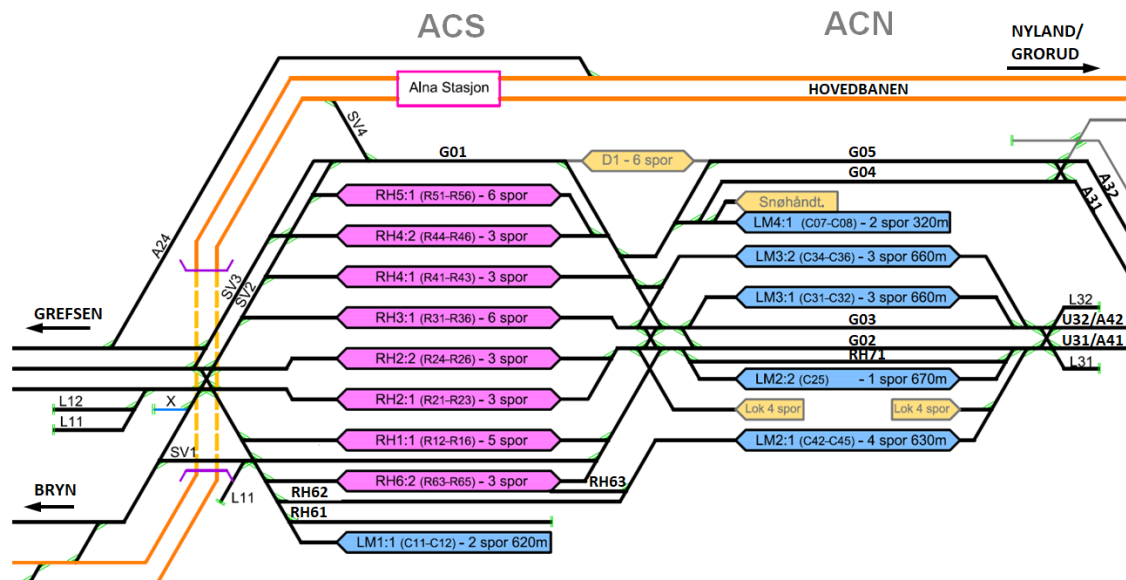 ACS
ACN
NYLAND/
GRORUD
Alna Stasjon
HOVEDBANEN
SV4
G01
D1 - 6 spor
G05
G04
A32
A31
RH5:1 (R51–R56) - 6 spor
Snøhåndt.
LM4:1 (C07–C08) - 2 spor 320m
A24
RH4:2 (R44–R46) - 3 spor
LM3:2 (C34–C36) - 3 spor 660m
SV3
SV2
RH4:1 (R41–R43) - 3 spor
LM3:1 (C31–C32) - 3 spor 660m
L32
GREFSEN
RH3:1 (R31–R36) - 6 spor
G03
U32/A42
G02
U31/A41
RH2:2 (R24–R26) - 3 spor
RH71
L31
LM2:2 (C25) - 1 spor 670m
RH2:1 (R21–R23) - 3 spor
L12
X
Lok 4 spor
Lok 4 spor
L11
RH1:1 (R12–R16) - 5 spor
LM2:1 (C42–C45) - 4 spor 630m
SV1
RH6:2 (R63–R65) - 3 spor
RH63
BRYN
L11
RH62
RH61
LM1:1 (C11–C12) - 2 spor 620m